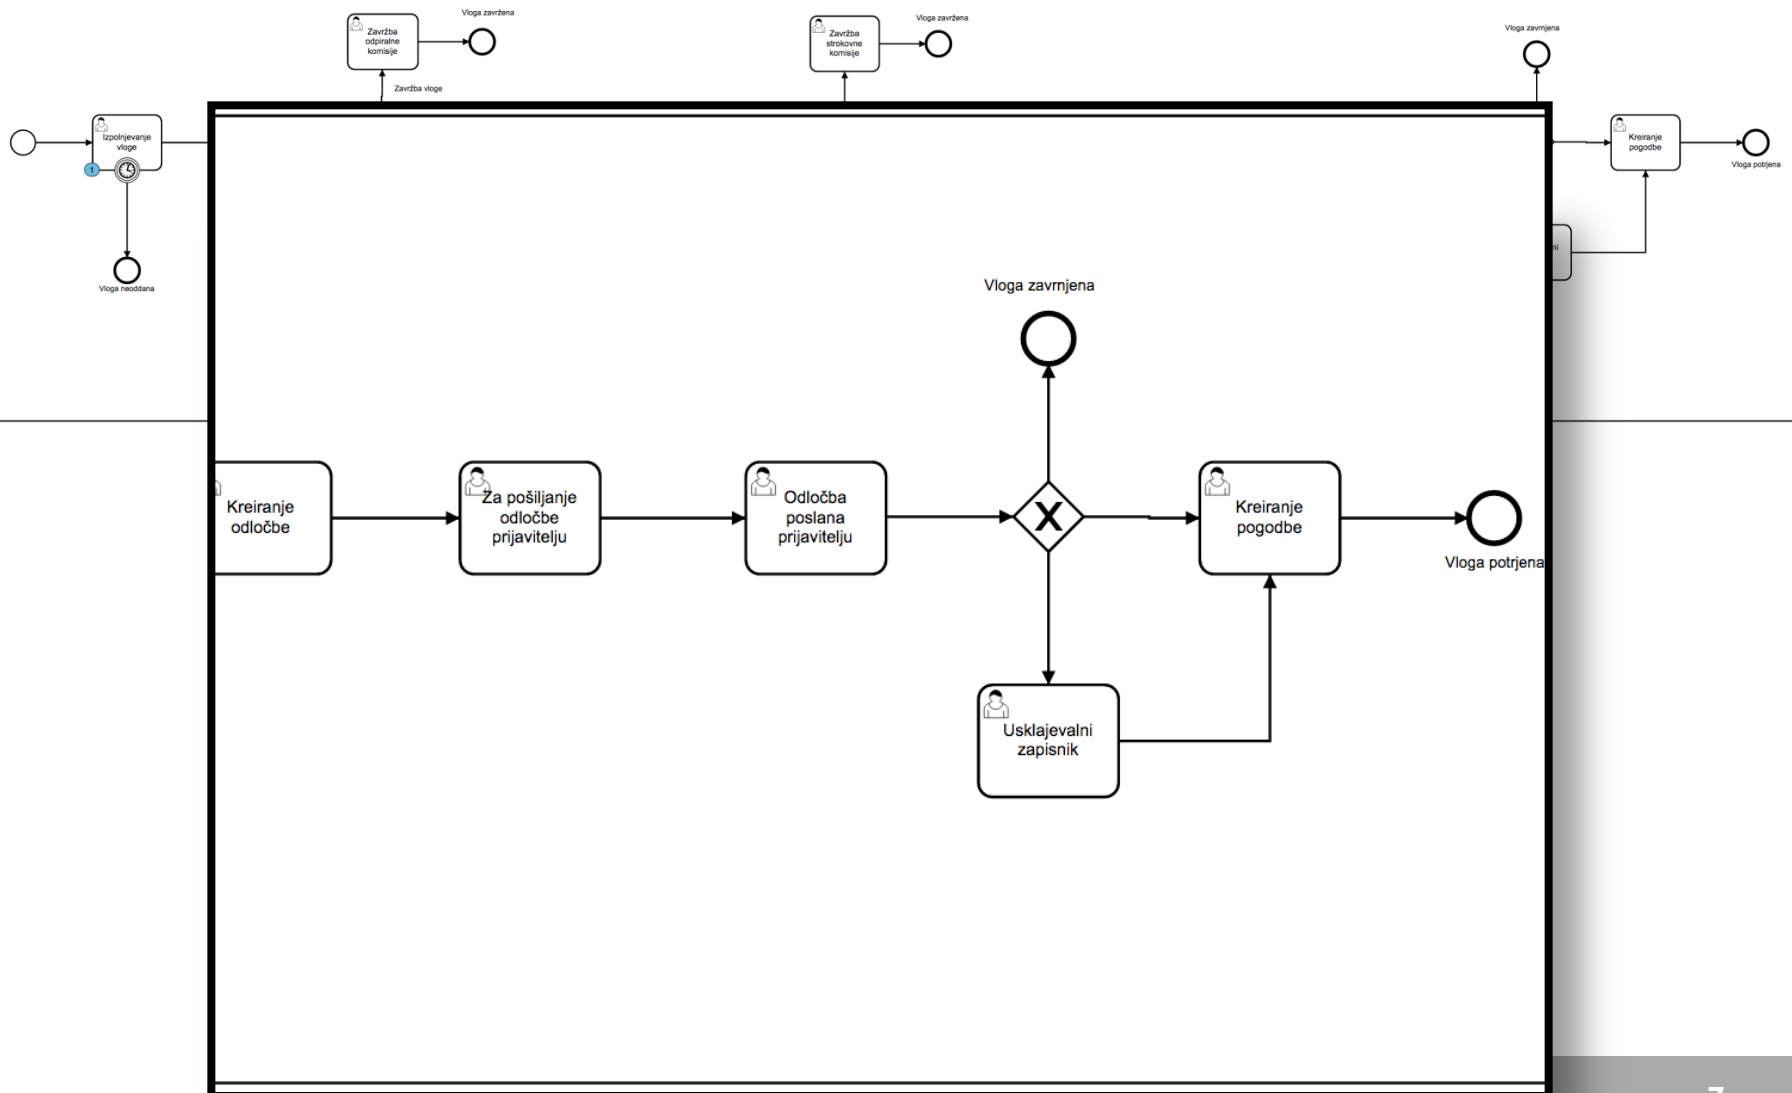 Vloga zavržena
Zavržba
odpiralne
komisije
Zavržba vloge
Vloga zavržena
Zavržba
strokovne
komisije
Vloga zavrnjena
Izpolnjevanje
vloge
1
Vloga neoddana
Kreiranje
pogodbe
Vloga potrjena
ni
Vloga zavrnjena
Kreiranje
odločbe
Za pošiljanje
odločbe
prijavitelju
Odločba
poslana
prijavitelju
X
Kreiranje
pogodbe
Vloga potrjena
Usklajevalni
zapisnik